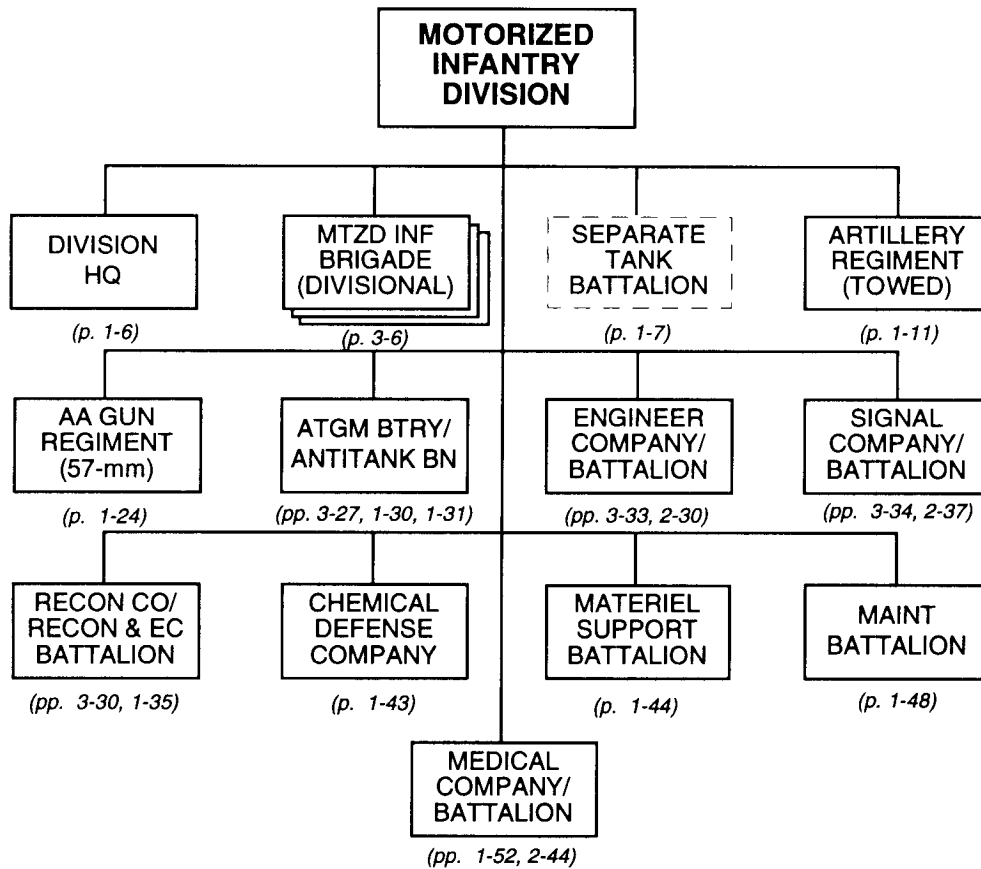 MOTORIZED
INFANTRY
DIVISION
DIVISION
HQ
(p. 1-6)
MTZD INF
BRIGADE
(DIVISIONAL)
(p. 3-6)
SEPARATE
TANK
BATTALION
(p. 1-7)
ARTILLERY
REGIMENT
(TOWED)
(p. 1-11)
AA GUN
REGIMENT
(57-mm)
(p. 1-24)
ATGM BTRY/
ANTITANK BN
(pp. 3-27, 1-30, 1-31)
ENGINEER
COMPANY/
BATTALION
(pp. 3-33, 2-30)
SIGNAL
COMPANY/
BATTALION
(pp. 3-34, 2-37)
RECON CO/
RECON & EC
BATTALION
(pp. 3-30, 1-35)
CHEMICAL
DEFENSE
COMPANY
(p. 1-43)
MATERIEL
SUPPORT
BATTALION
(p. 1-44)
MAINT
BATTALION
(p. 1-48)
MEDICAL
COMPANY/
BATTALION
(pp. 1-52, 2-44)